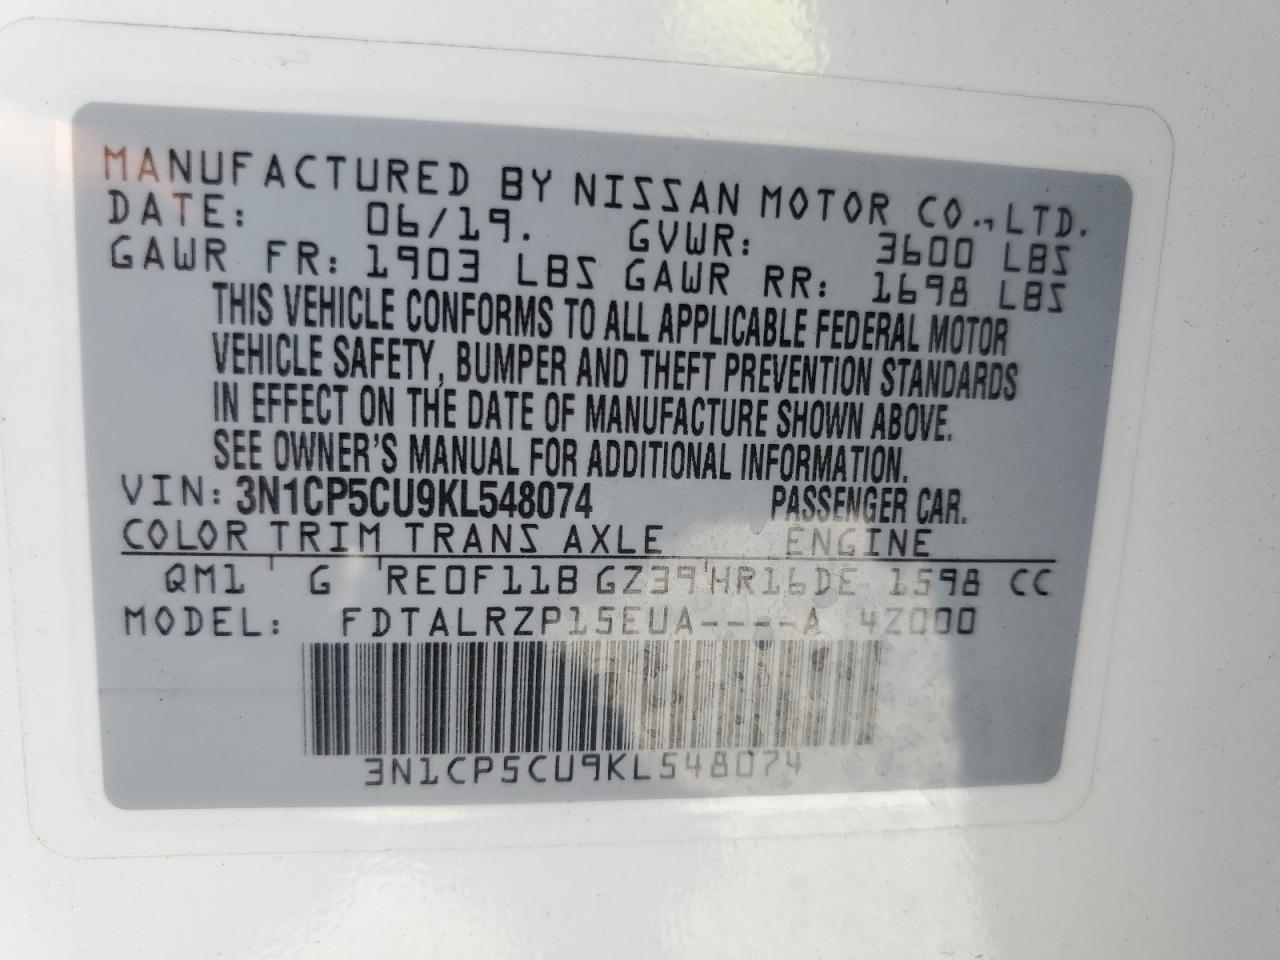 MANUFACTURED BY NISSAN MOTOR CO., LTD.
DATE: 06/19. GVWR: 3600 LBS
GAWR FR: 1903 LBS GAWR RR: 1698 LBS
THIS VEHICLE CONFORMS TO ALL APPLICABLE FEDERAL MOTOR
VEHICLE SAFETY, BUMPER AND THEFT PREVENTION STANDARDS
IN EFFECT ON THE DATE OF MANUFACTURE SHOWN ABOVE.
SEE OWNER'S MANUAL FOR ADDITIONAL INFORMATION.
VIN: 3N1CP5CU9KL548074 PASSENGER CAR.
COLOR TRIM TRANS AXLE ENGINE
QM1 G RE0F11B GZ39 HR16DE 1598 CC
MODEL: FDTALRZP15EUA----A 4Z000
3N1CP5CU9KL548074